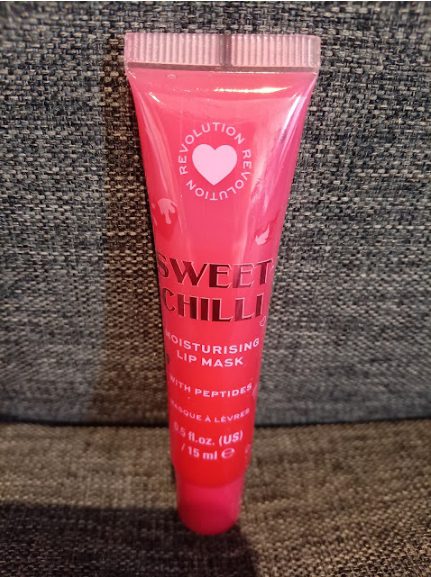 REVOLUTION REVOLUTION
SWEET
CHILLI
MOISTURISING
LIP MASK
WITH PEPTIDES
MASQUE À LÈVRES
0.5 fl.oz. (US)
/ 15 ml ℮